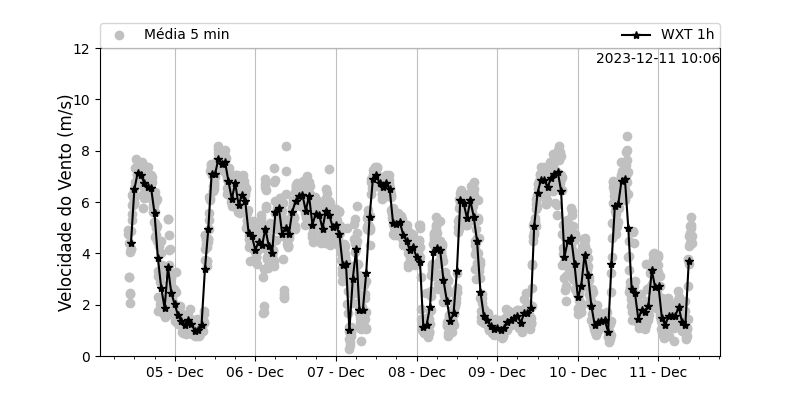 Média 5 min
WXT 1h
2023-12-11 10:06
Velocidade do Vento (m/s)
12
10
8
6
4
2
0
05 - Dec
06 - Dec
07 - Dec
08 - Dec
09 - Dec
10 - Dec
11 - Dec